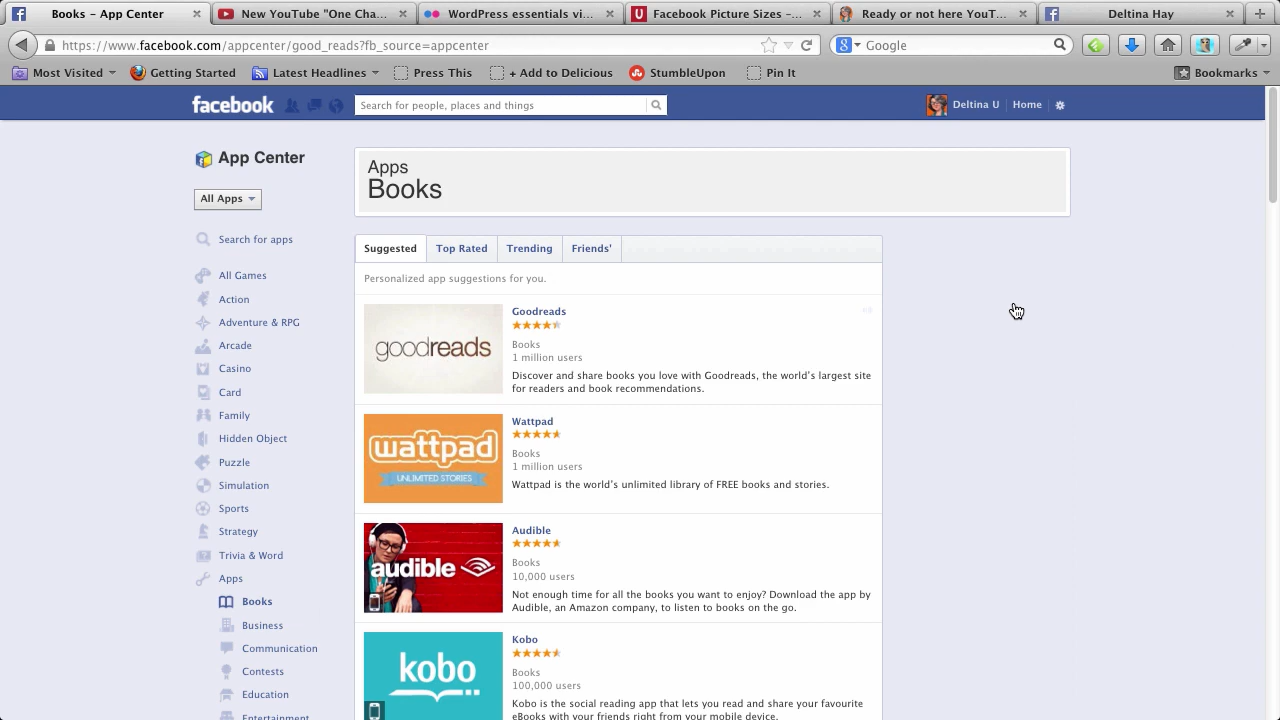 Books – App Center
New YouTube "One Cha...
WordPress essentials vi...
Facebook Picture Sizes –...
Ready or not here YouT...
Deltina Hay
https://www.facebook.com/appcenter/good_reads?fb_source=appcenter
Google
Most Visited
Getting Started
Latest Headlines
Press This
+ Add to Delicious
StumbleUpon
Pin It
Bookmarks
facebook
Search for people, places and things
Deltina U
Home
App Center
All Apps
Search for apps
All Games
Action
Adventure & RPG
Arcade
Casino
Card
Family
Hidden Object
Puzzle
Simulation
Sports
Strategy
Trivia & Word
Apps
Books
Business
Communication
Contests
Education
Entertainment
Apps
Books
Suggested
Top Rated
Trending
Friends'
Personalized app suggestions for you.
goodreads
Goodreads
Books
1 million users
Discover and share books you love with Goodreads, the world's largest site
for readers and book recommendations.
wattpad
UNLIMITED STORIES
Wattpad
Books
1 million users
Wattpad is the world's unlimited library of FREE books and stories.
audible
Audible
Books
10,000 users
Not enough time for all the books you want to enjoy? Download the app by
Audible, an Amazon company, to listen to books on the go.
kobo
Kobo
Books
100,000 users
Kobo is the social reading app that lets you read and share your favourite
eBooks with your friends right from your mobile device.